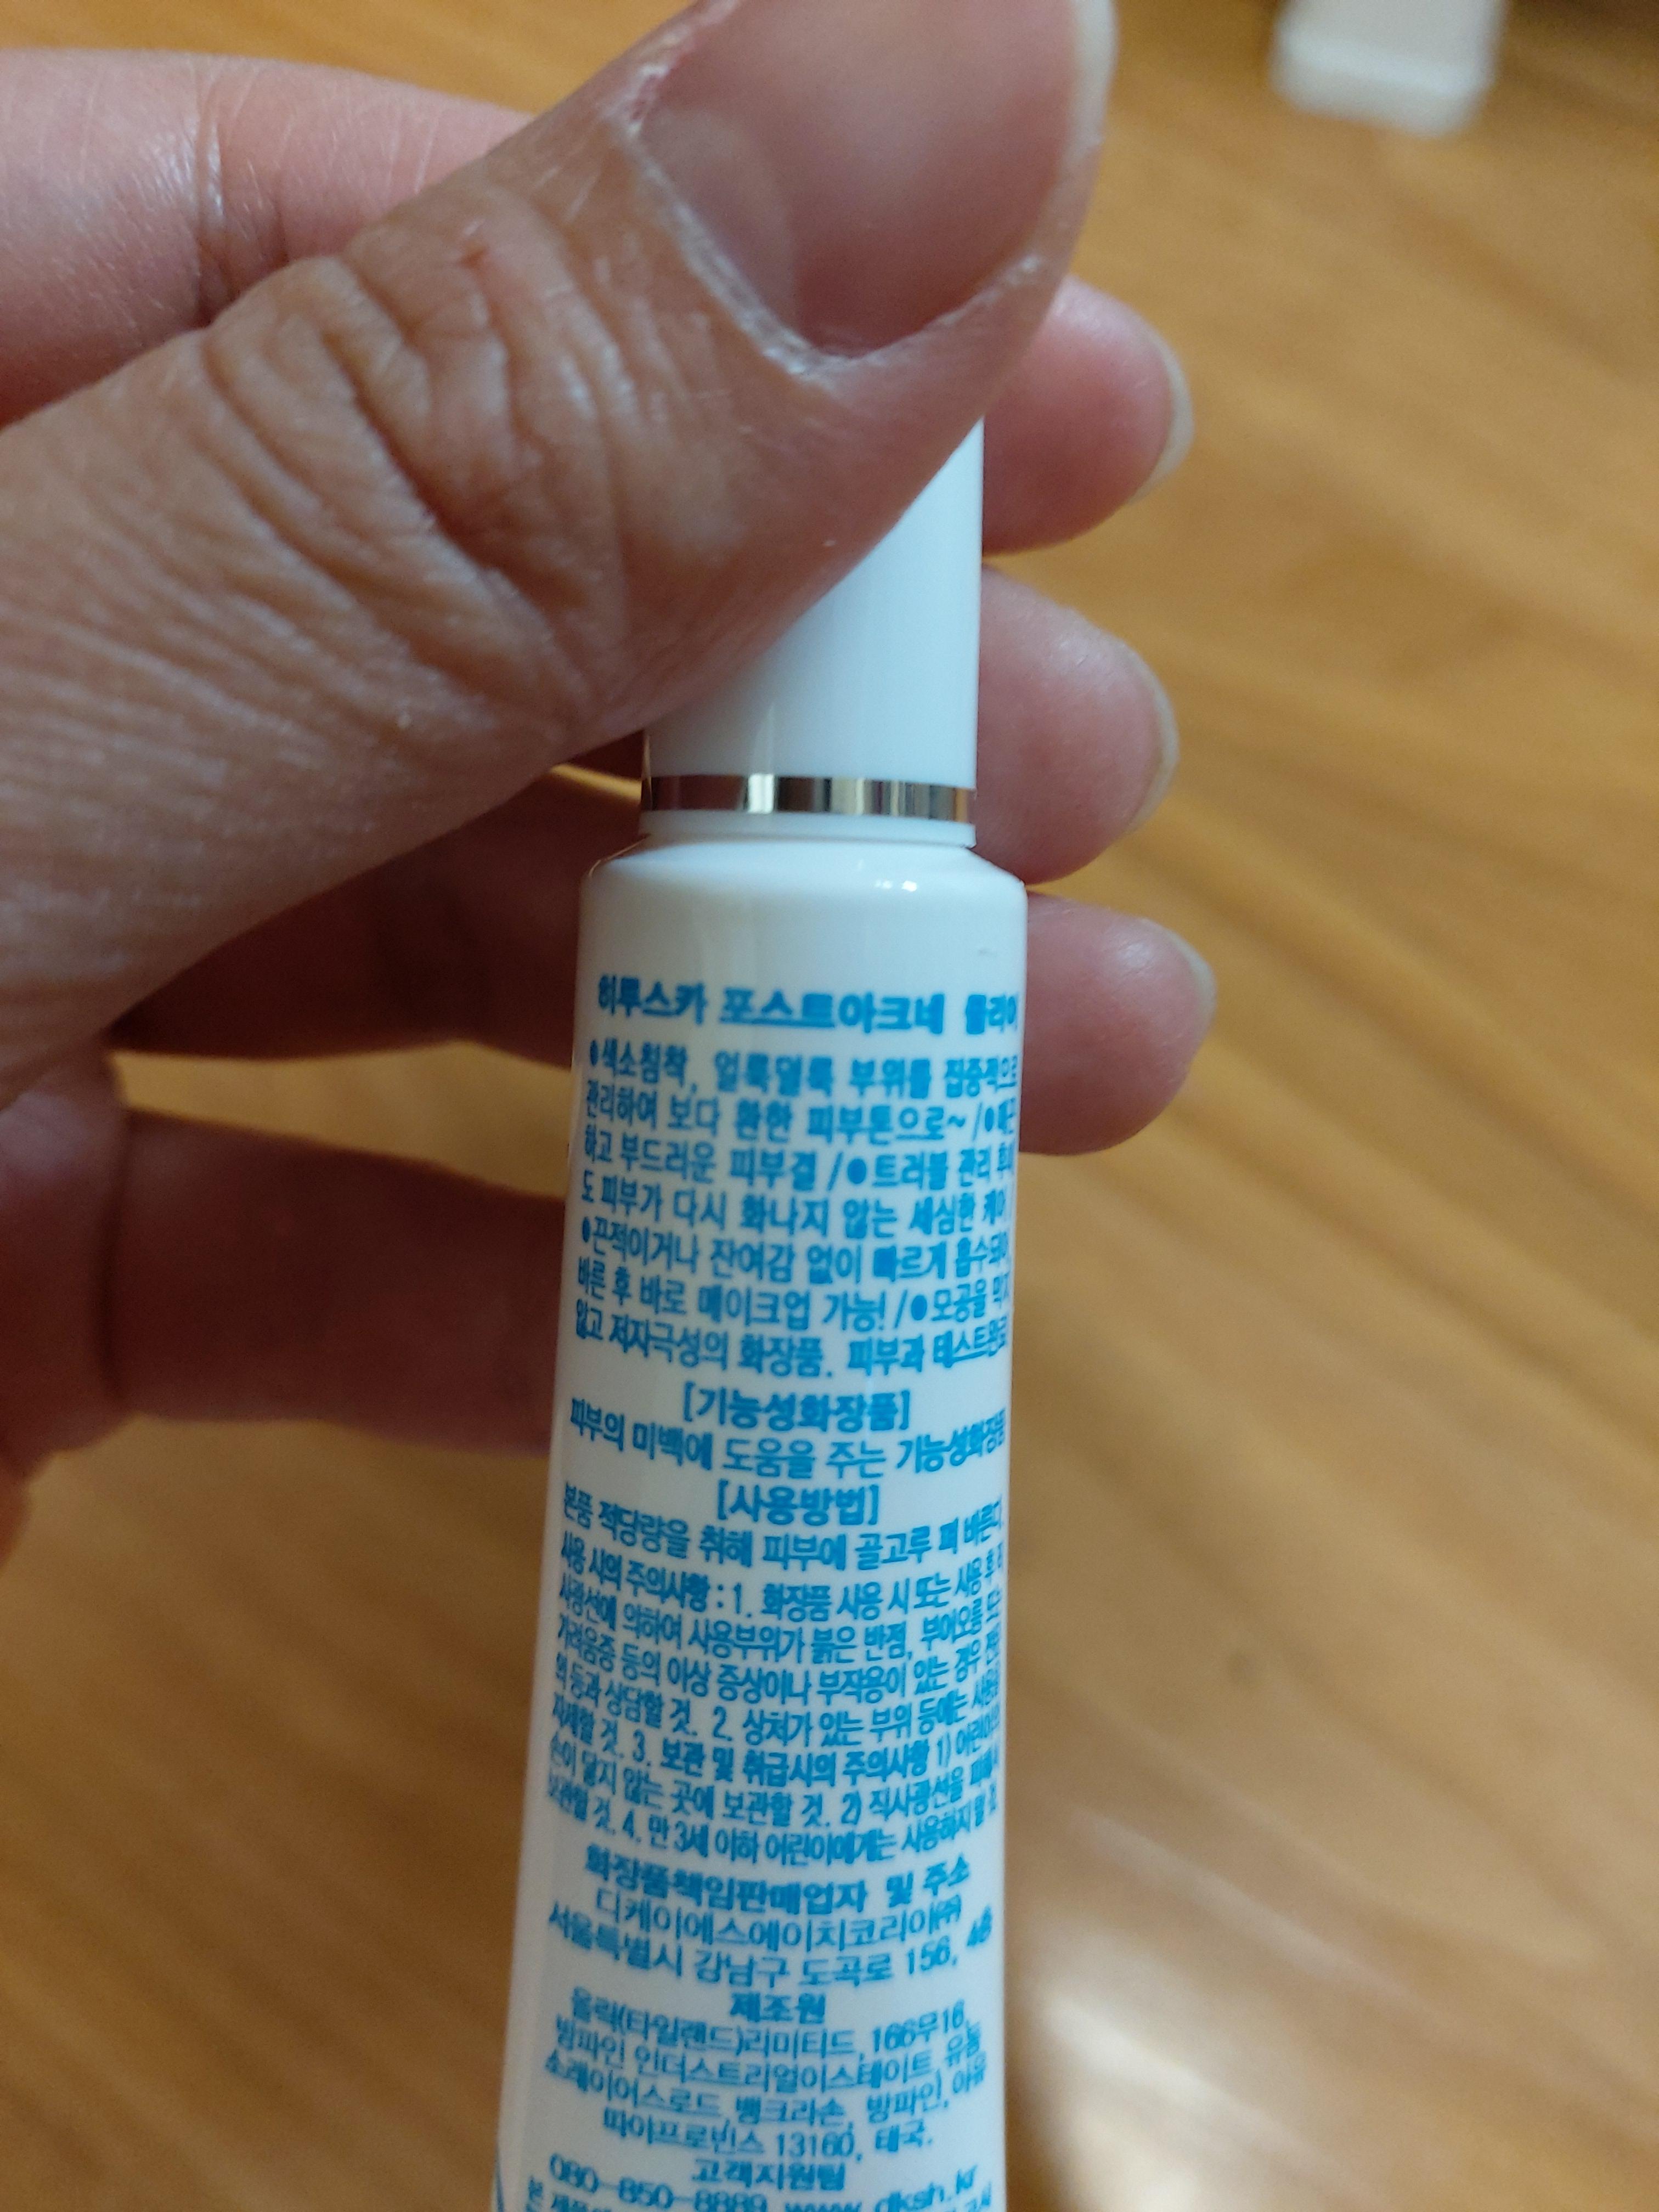 히루스카 포스트아크네 클리어
●색소침착, 얼룩덜룩 부위를 집중적으로
관리하여 보다 환한 피부톤으로~ /●매끈
하고 부드러운 피부결 /●트러블 관리 후에
도 피부가 다시 화나지 않는 세심한 케어
●끈적이거나 잔여감 없이 빠르게 흡수되어,
바른 후 바로 메이크업 가능! /●모공을 막지
않고 저자극성의 화장품. 피부과 테스트완료
[기능성화장품]
피부의 미백에 도움을 주는 기능성화장품
[사용방법]
본품 적당량을 취해 피부에 골고루 펴 바른다.
사용 시의 주의사항 : 1. 화장품 사용 시 또는 사용 후 직
사광선에 의하여 사용부위가 붉은 반점, 부어오름 또는
가려움증 등의 이상 증상이나 부작용이 있는 경우 전문
의 등과 상담할 것. 2. 상처가 있는 부위 등에는 사용을
자제할 것. 3. 보관 및 취급시의 주의사항 1) 어린이의
손이 닿지 않는 곳에 보관할 것. 2) 직사광선을 피해서
보관할 것. 4. 만 3세 이하 어린이에게는 사용하지 말 것.
화장품책임판매업자 및 주소
디케이에스에이치코리아㈜
서울특별시 강남구 도곡로 156,
제조원
올릭(타일랜드)리미티드, 166무16,
방파인 인더스트리얼이스테이트, 유돔
소레이어스로드, 뱅크라손, 방파인, 아유
따야프로빈스 13160, 태국.
고객지원팀
080-850-8889 www.dksh.kr